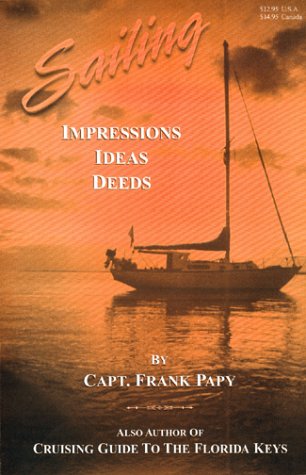 $12.95 U.S.A.
$14.95 Canada
Sailing
IMPRESSIONS
IDEAS
DEEDS
BY
CAPT. FRANK PAPY
ALSO AUTHOR OF
CRUISING GUIDE TO THE FLORIDA KEYS